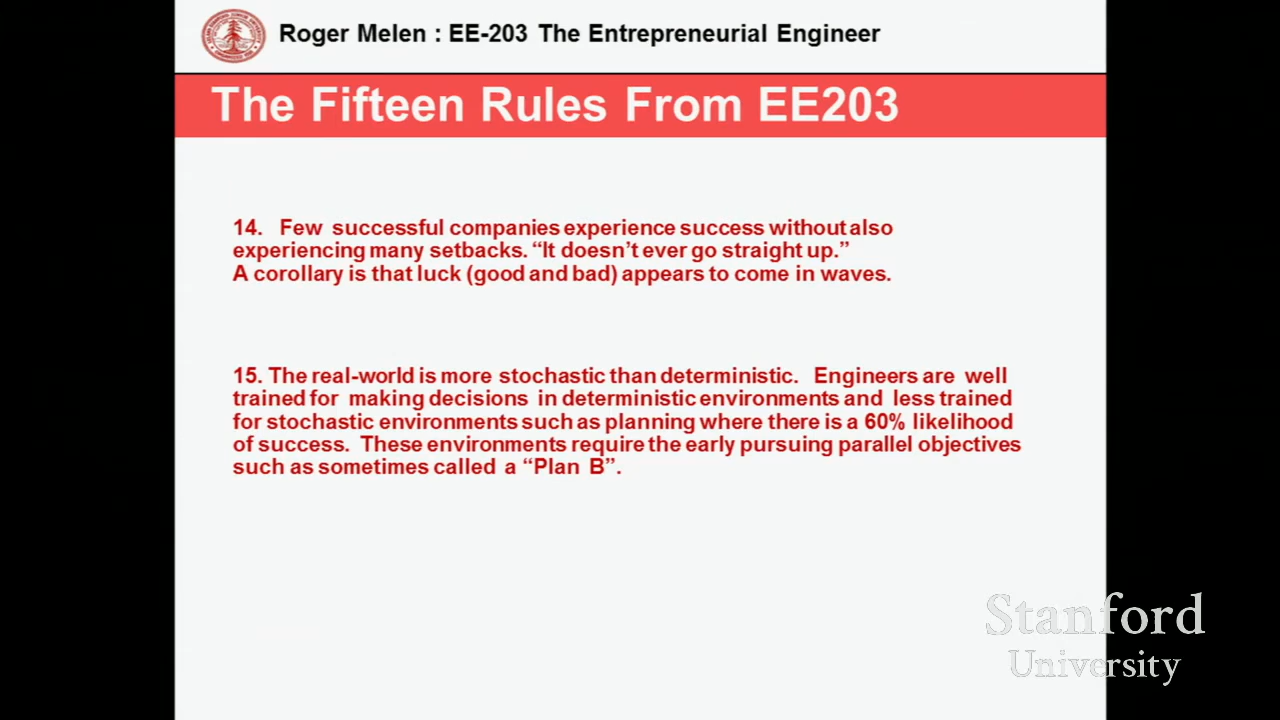 Roger Melen : EE-203 The Entrepreneurial Engineer
The Fifteen Rules From EE203
14. Few successful companies experience success without also
experiencing many setbacks. “It doesn’t ever go straight up.”
A corollary is that luck (good and bad) appears to come in waves.
15. The real-world is more stochastic than deterministic. Engineers are well
trained for making decisions in deterministic environments and less trained
for stochastic environments such as planning where there is a 60% likelihood
of success. These environments require the early pursuing parallel objectives
such as sometimes called a “Plan B”.
Stanford
University